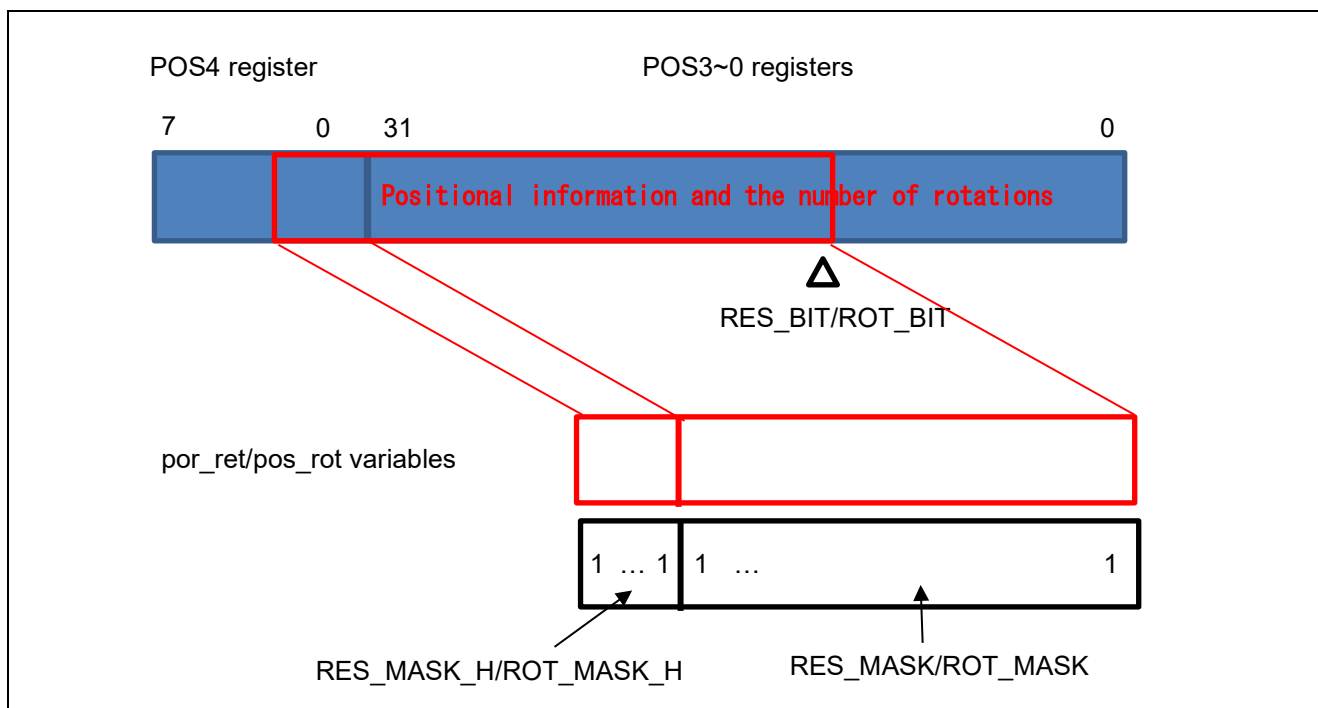 POS4 register POS3~0 registers
7 0 31 0
Positional information and the number of rotations
RES_BIT/ROT_BIT
por_ret/pos_rot variables
1 … 1 1 … 1
RES_MASK_H/ROT_MASK_H RES_MASK/ROT_MASK